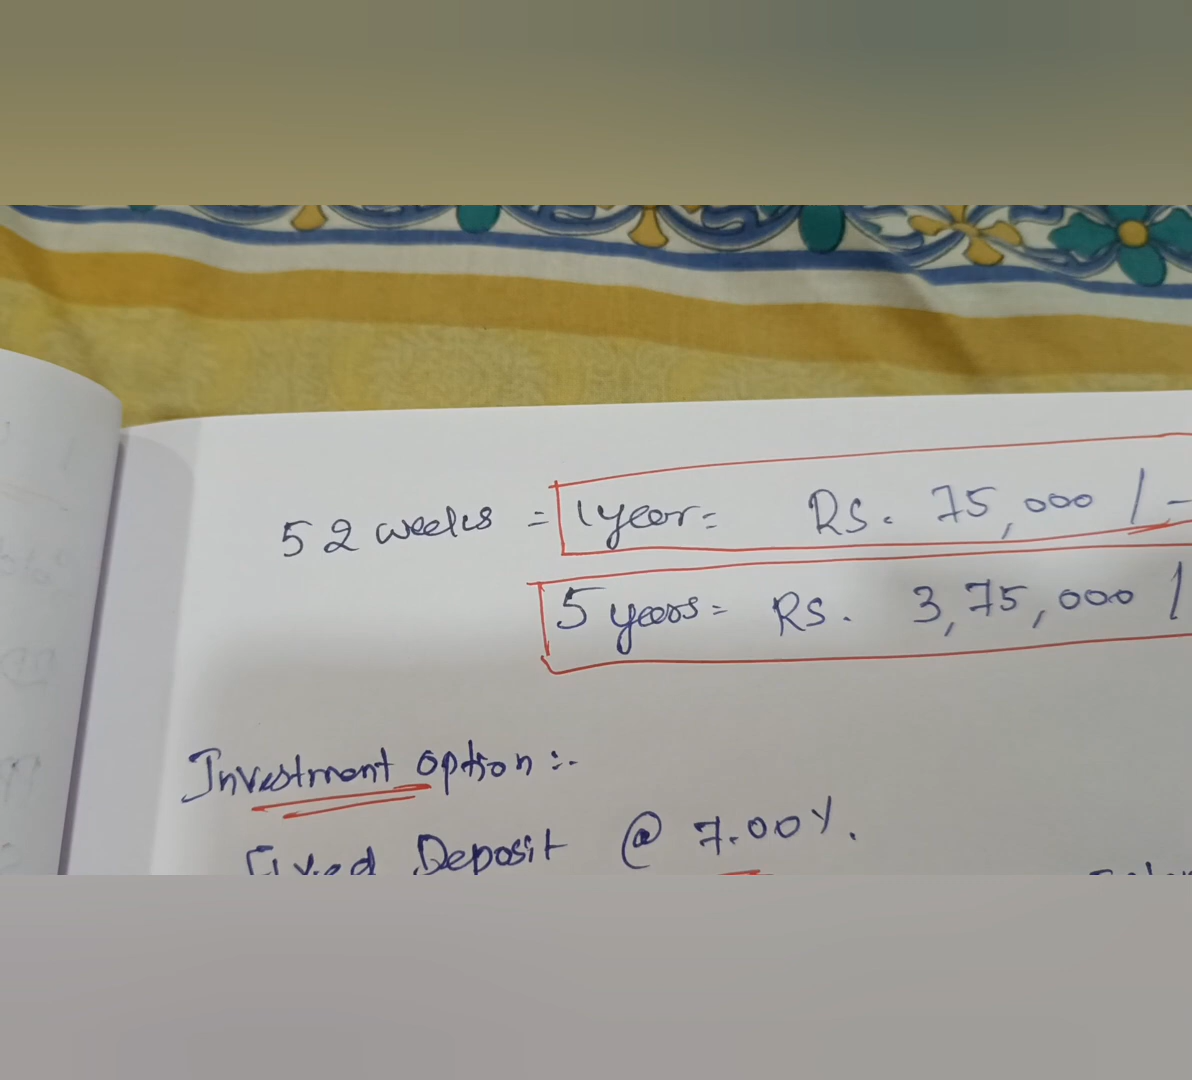 52 weeks = 1 year = RS. 75,000/-
5 years = RS. 3,75,000/
Investment option :-
Fixed Deposit @ 7.00%.